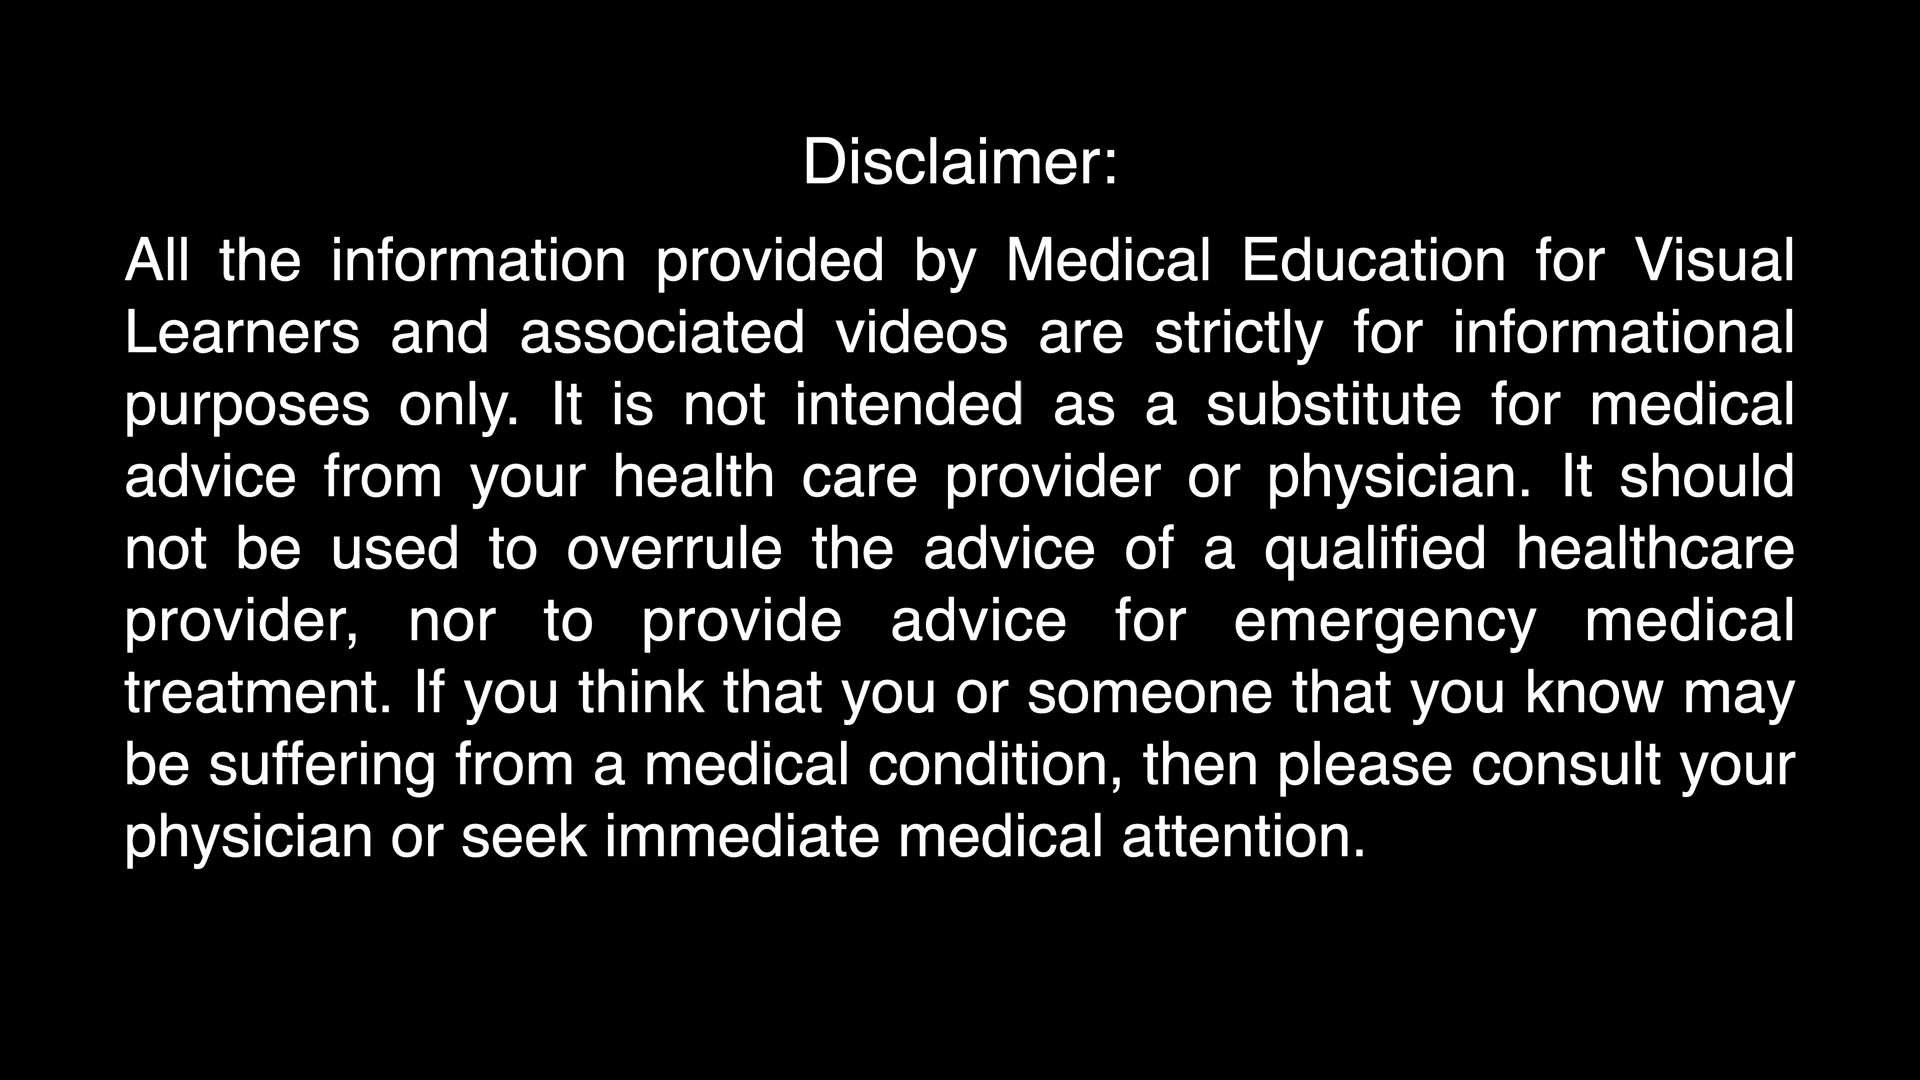 Disclaimer:
All the information provided by Medical Education for Visual
Learners and associated videos are strictly for informational
purposes only. It is not intended as a substitute for medical
advice from your health care provider or physician. It should
not be used to overrule the advice of a qualified healthcare
provider, nor to provide advice for emergency medical
treatment. If you think that you or someone that you know may
be suffering from a medical condition, then please consult your
physician or seek immediate medical attention.